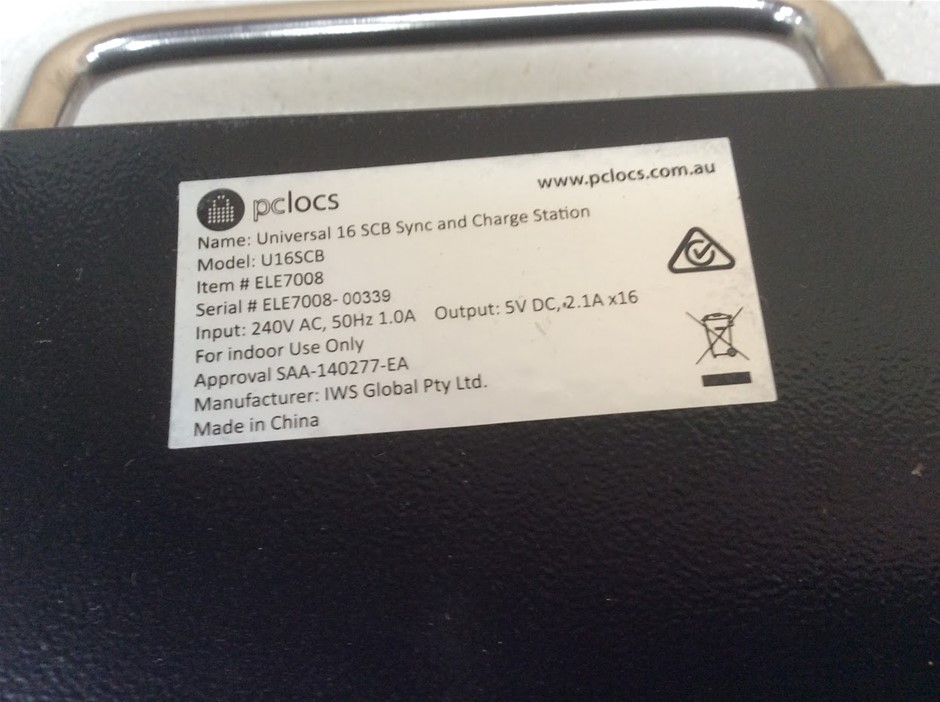 pclocs
www.pclocs.com.au
Name: Universal 16 SCB Sync and Charge Station
Model: U16SCB
Item # ELE7008
Serial # ELE7008- 00339
Input: 240V AC, 50Hz 1.0A Output: 5V DC, 2.1A x16
For indoor Use Only
Approval SAA-140277-EA
Manufacturer: IWS Global Pty Ltd.
Made in China